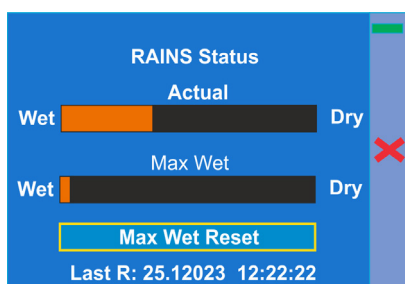 RAINS Status
Actual
Wet Dry
Max Wet
Wet Dry
Max Wet Reset
Last R: 25.12023 12:22:22